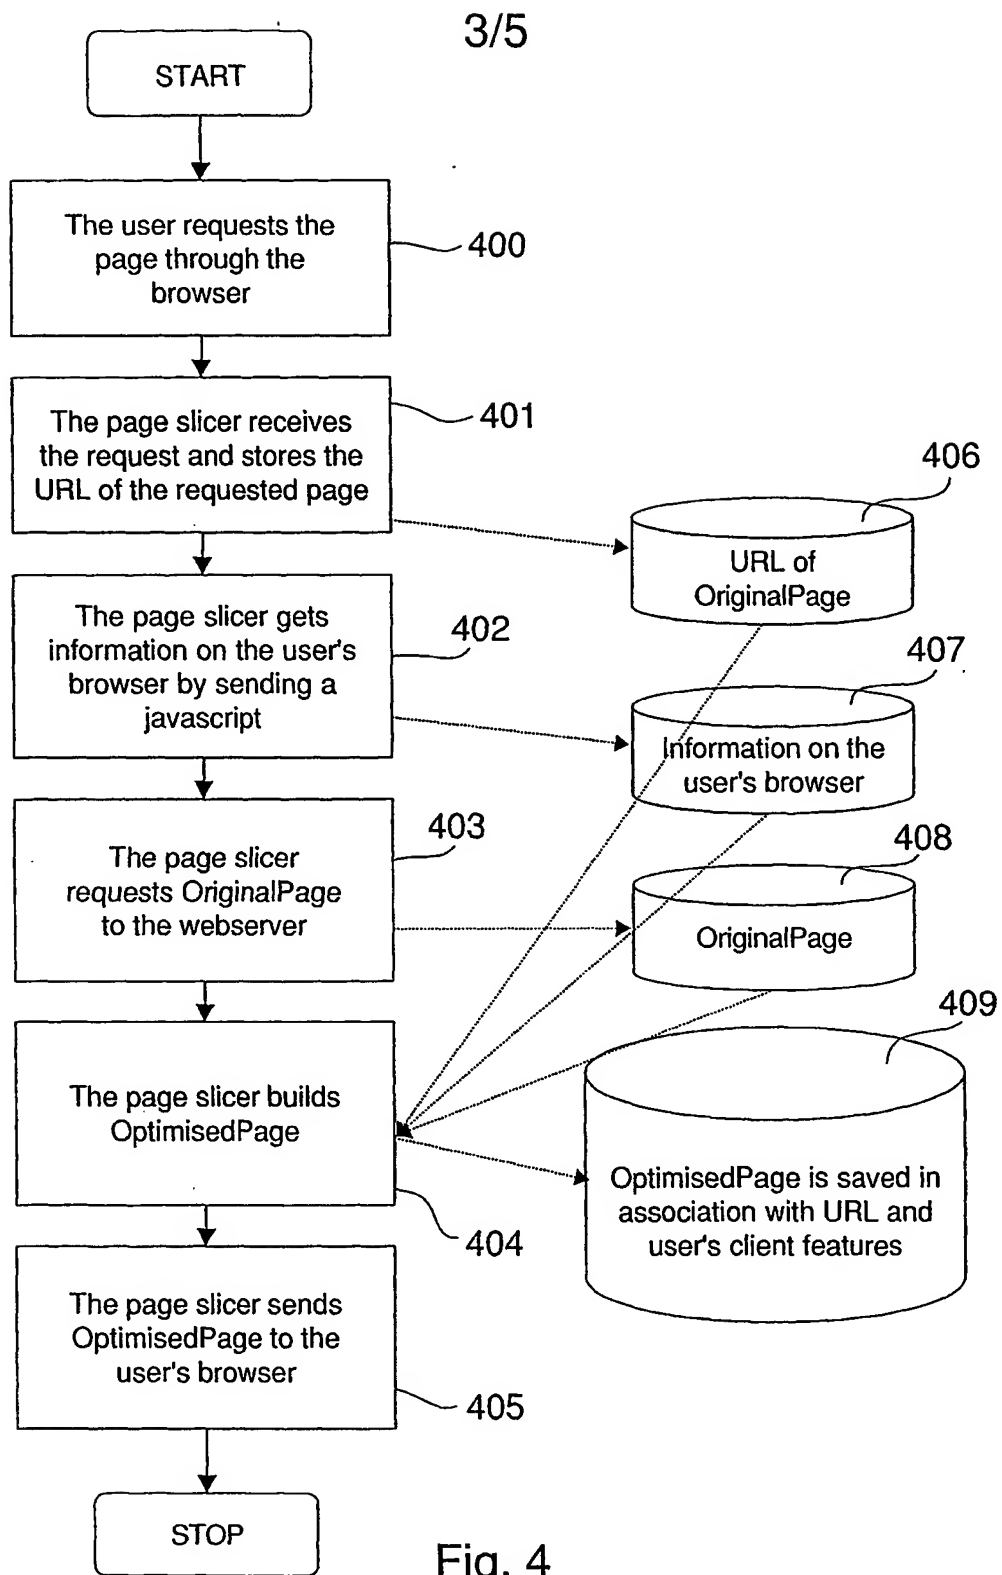 3/5
START
The user requests the
page through the
browser
400
The page slicer receives
the request and stores the
URL of the requested page
401
406
URL of
OriginalPage
The page slicer gets
information on the user's
browser by sending a
javascript
402
407
Information on the
user's browser
The page slicer
requests OriginalPage
to the webserver
403
408
OriginalPage
409
The page slicer builds
OptimisedPage
404
OptimisedPage is saved in
association with URL and
user's client features
The page slicer sends
OptimisedPage to the
user's browser
405
STOP
Fig. 4